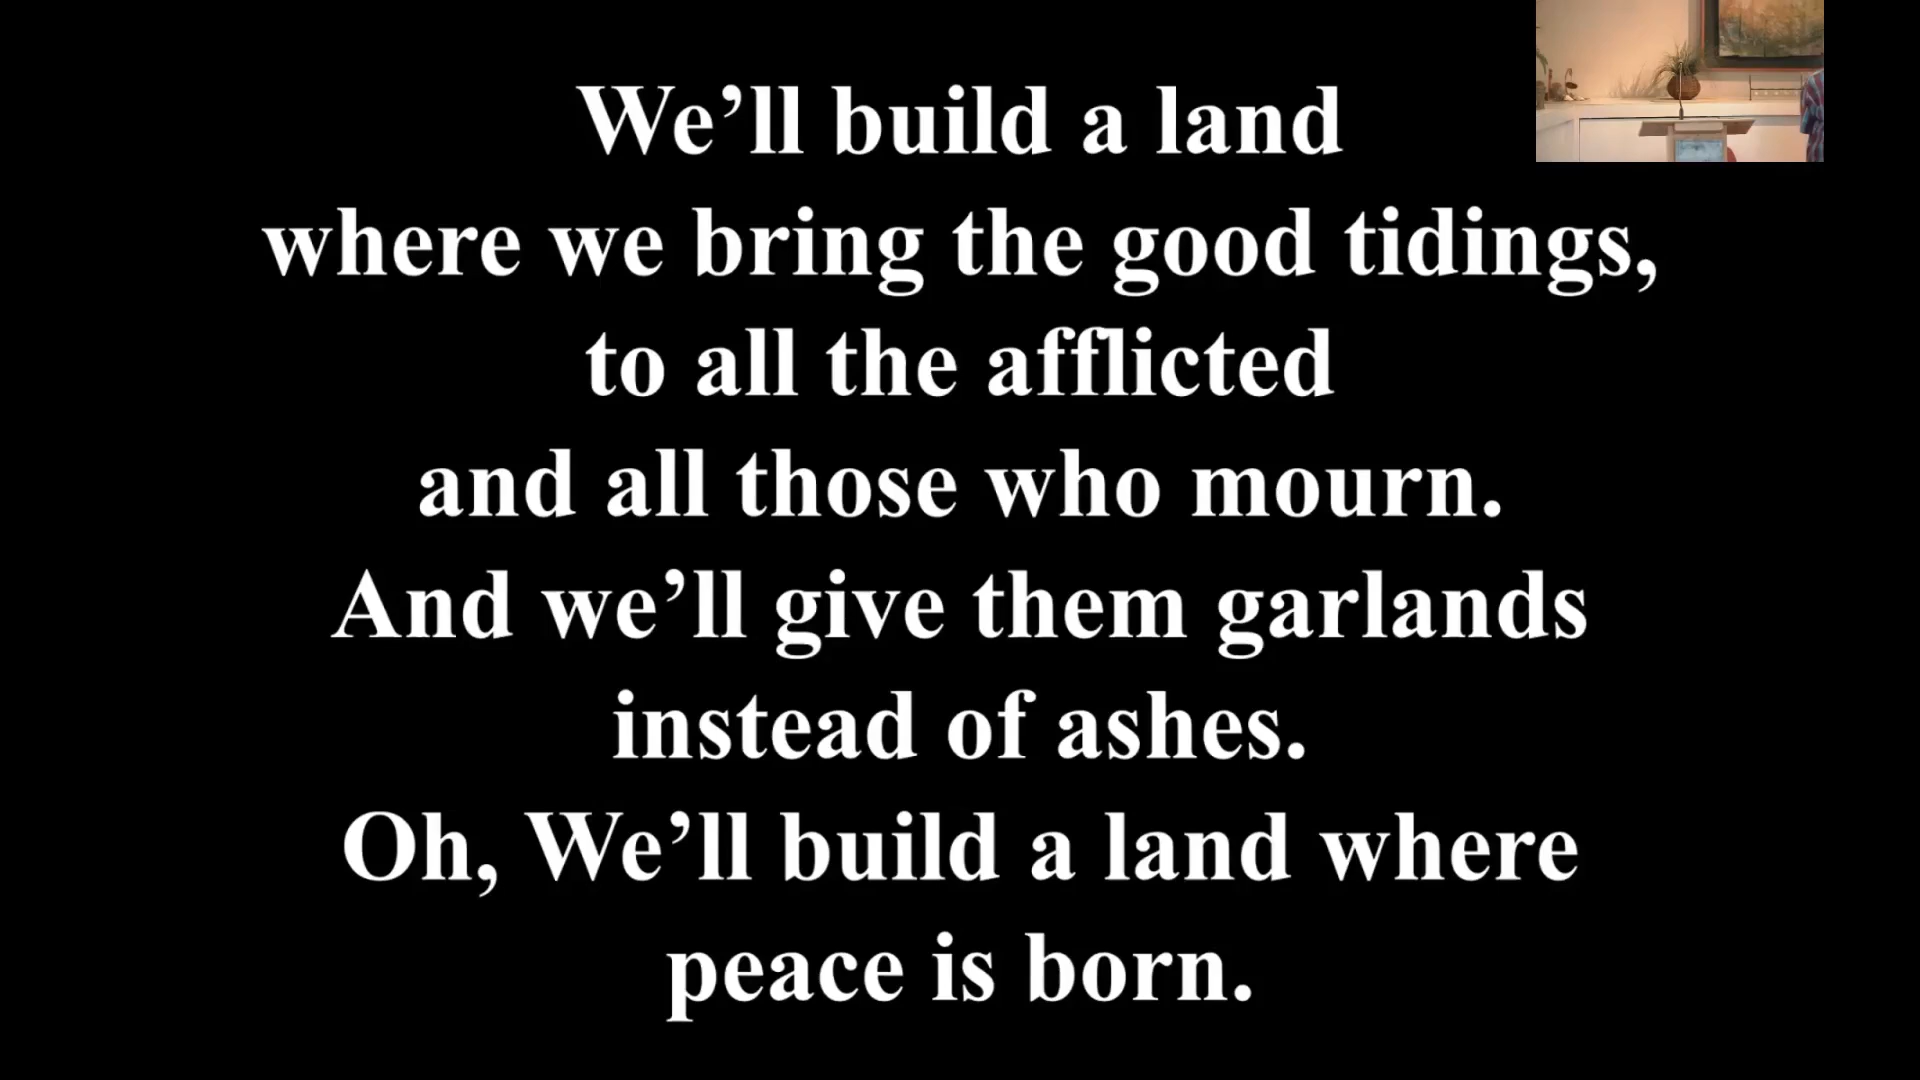 We’ll build a land
where we bring the good tidings,
to all the afflicted
and all those who mourn.
And we’ll give them garlands
instead of ashes.
Oh, We’ll build a land where
peace is born.